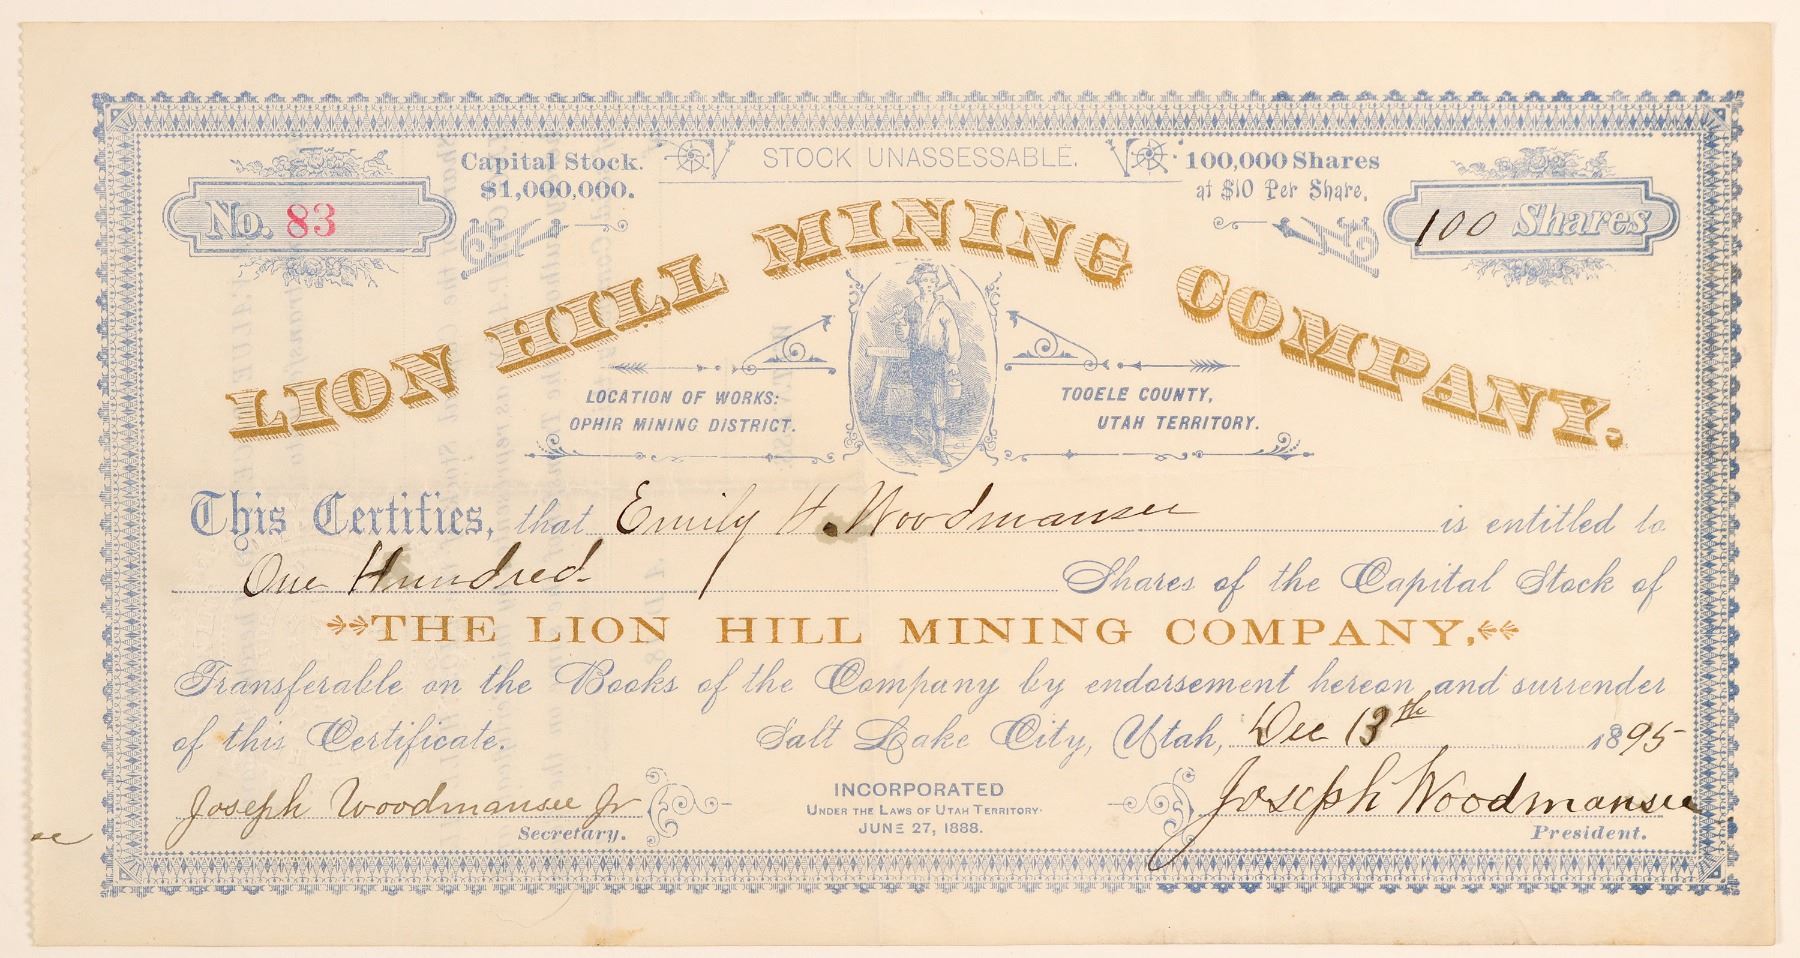 Capital Stock. $1,000,000.
STOCK UNASSESSABLE.
100,000 Shares at $10 Per Share.
No. 83
100 Shares
LION HILL MINING COMPANY.
LOCATION OF WORKS:
OPHIR MINING DISTRICT.
TOOELE COUNTY,
UTAH TERRITORY.
This Certifies, that Emily H. Woodmansee is entitled to
One Hundred Shares of the Capital Stock of
THE LION HILL MINING COMPANY,
Transferable on the Books of the Company by endorsement hereon and surrender
of this Certificate. Salt Lake City, Utah, Dec 13th 1895
Joseph Woodmansee Jr
Secretary.
INCORPORATED
UNDER THE LAWS OF UTAH TERRITORY.
JUNE 27, 1888.
Joseph Woodmansee
President.